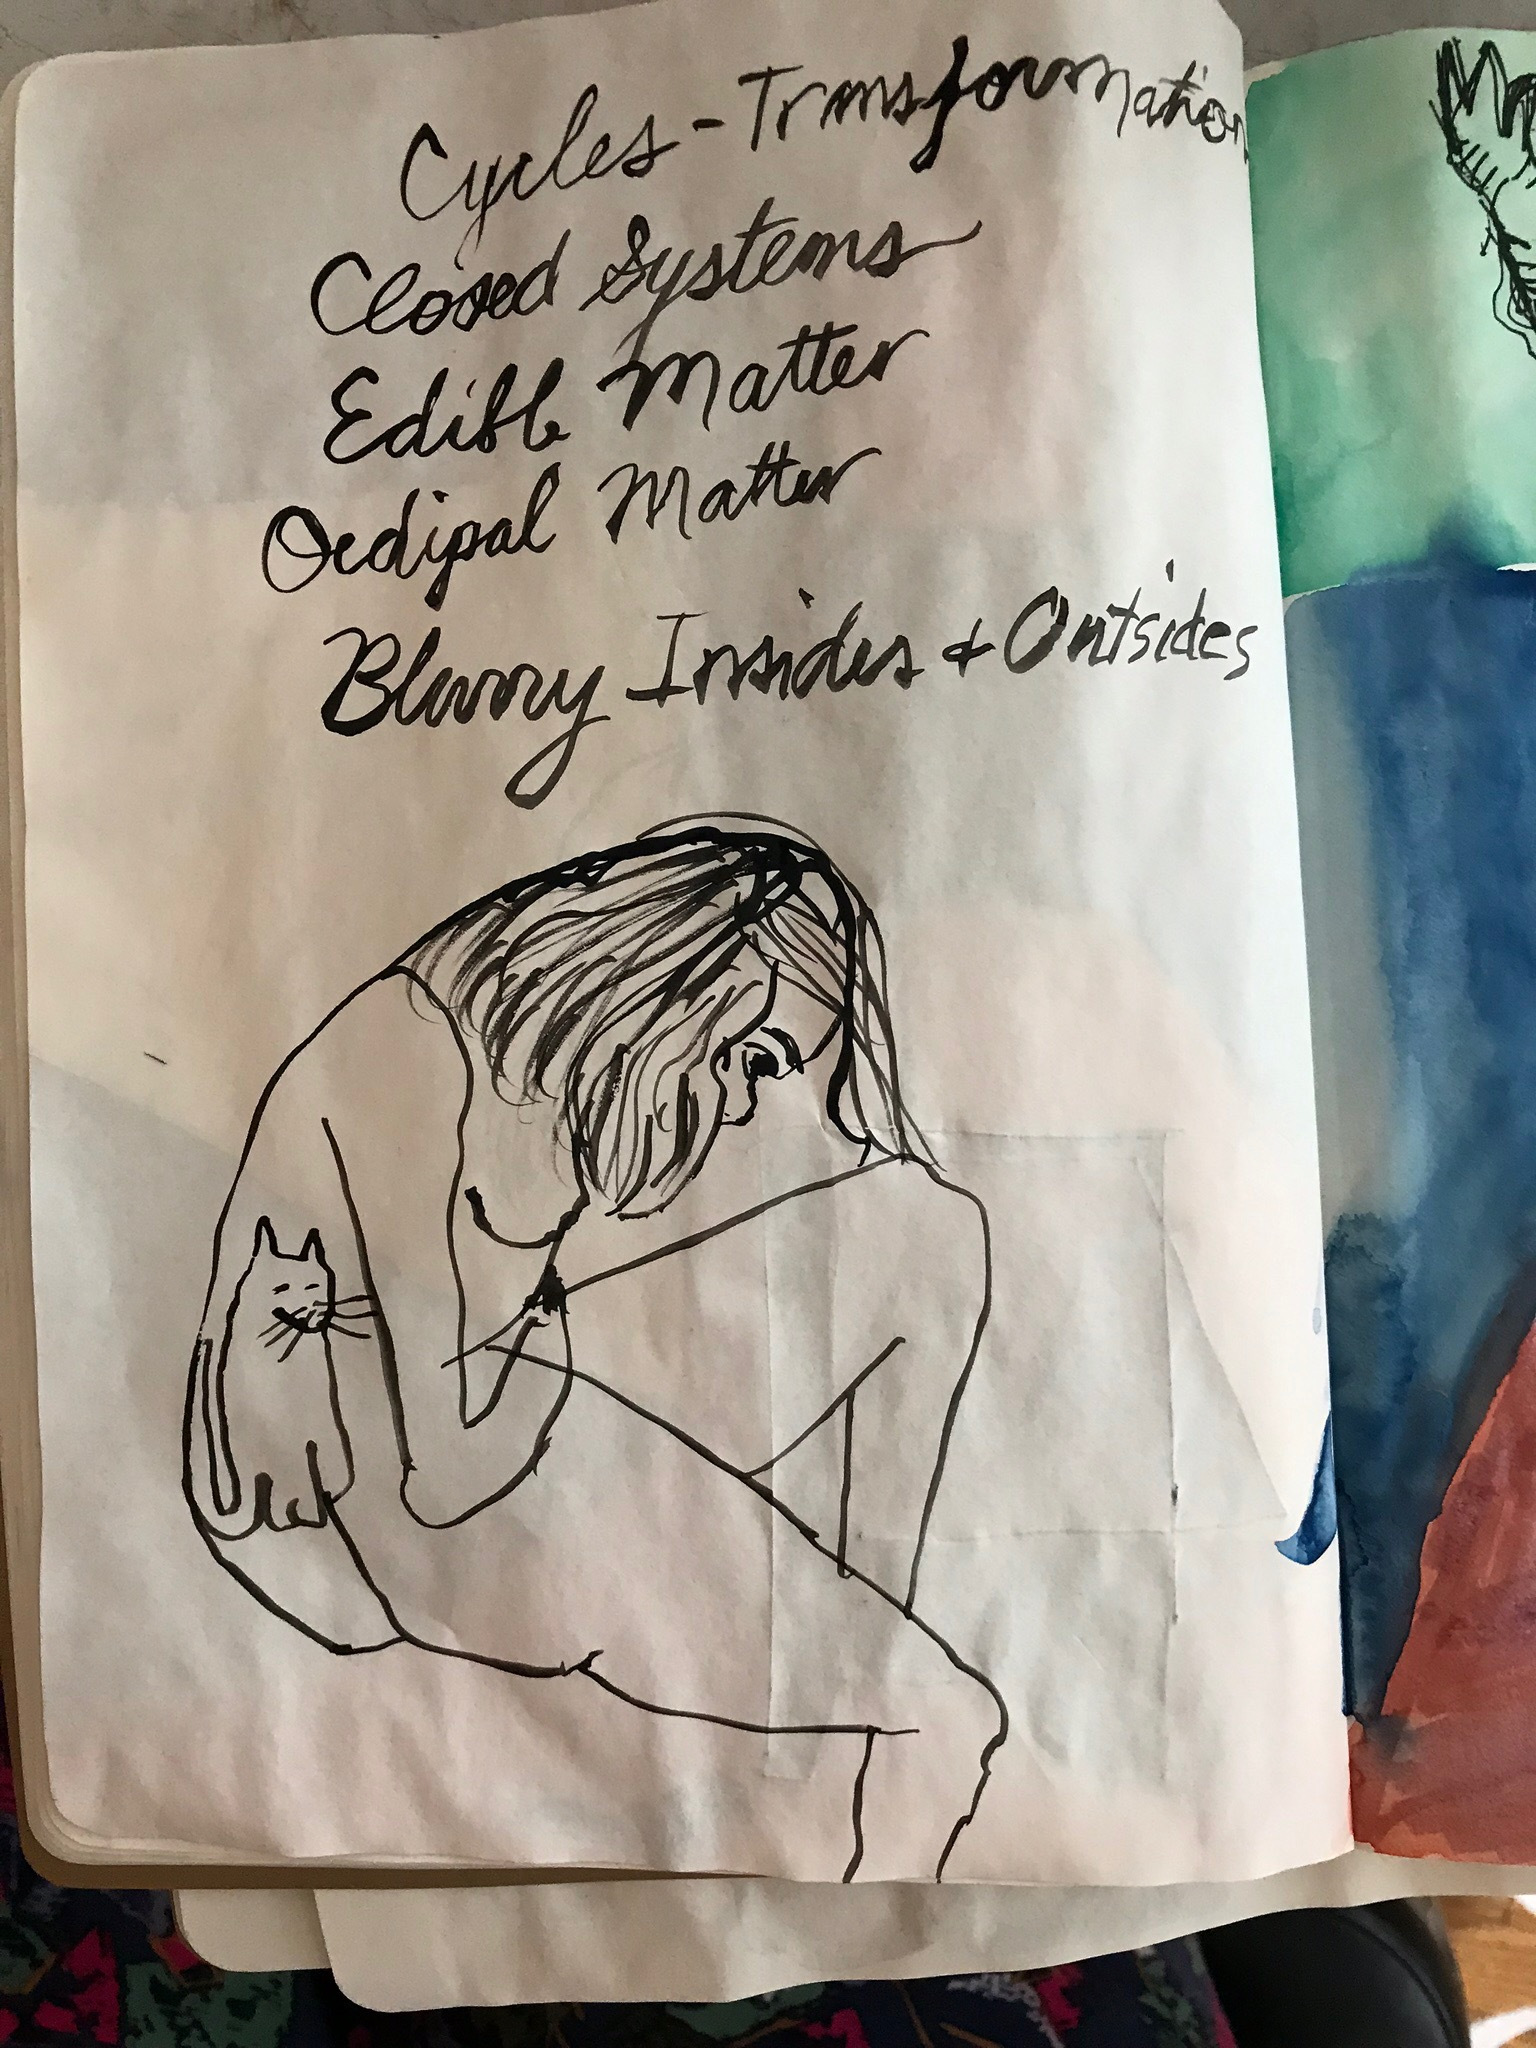 Cycles - Transformation
Closed Systems
Edible Matter
Oedipal Matter
Blurry Insides & Outsides